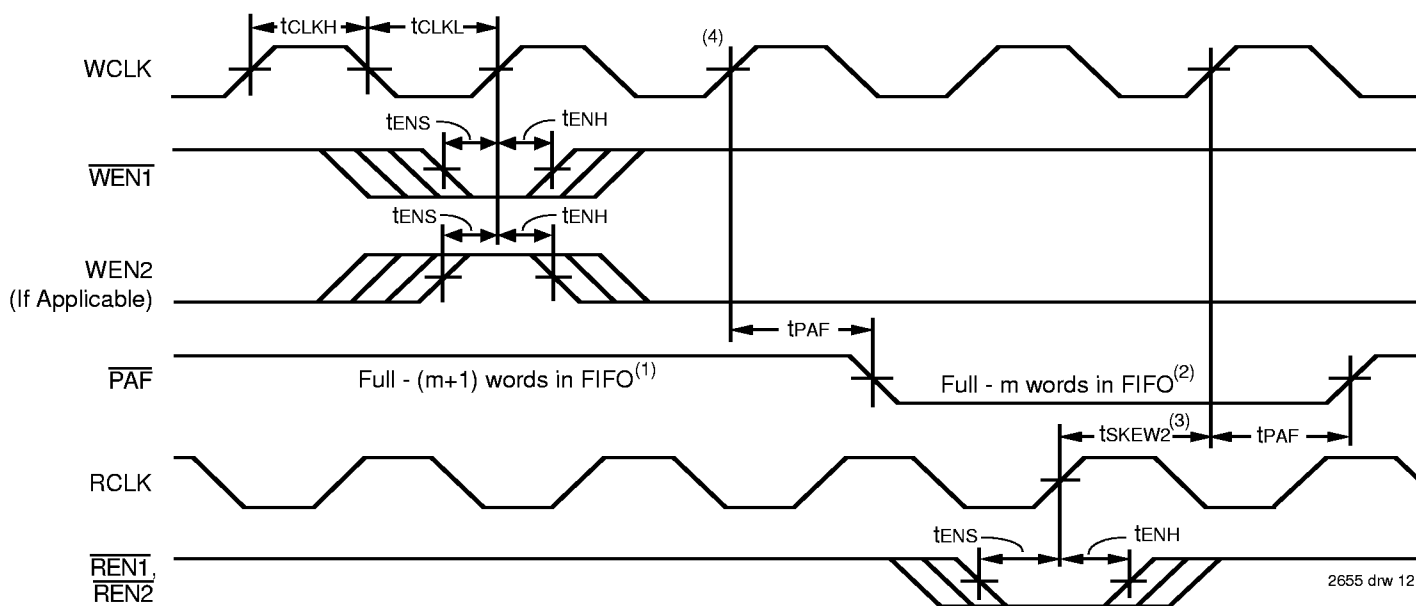 tCLKH
tCLKL
(4)
WCLK
tENS
tENH
WEN1
tENS
tENH
WEN2
(If Applicable)
tPAF
PAF
Full - (m+1) words in FIFO(1)
Full - m words in FIFO(2)
tSKEW2(3)
tPAF
RCLK
tENS
tENH
REN1,
REN2
2655 drw 12